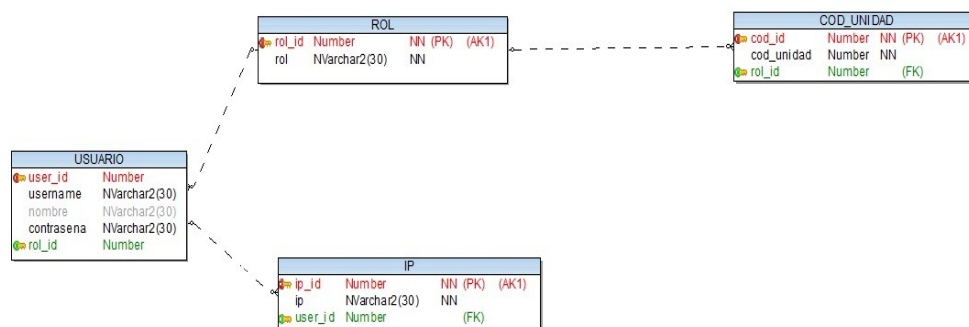 ROL
rol_id Number NN (PK) (AK1)
rol NVarchar2(30) NN
COD_UNIDAD
cod_id Number NN (PK) (AK1)
cod_unidad Number NN
rol_id Number (FK)
USUARIO
user_id Number
username NVarchar2(30)
nombre NVarchar2(30)
contrasena NVarchar2(30)
rol_id Number
IP
ip_id Number NN (PK) (AK1)
ip NVarchar2(30) NN
user_id Number (FK)